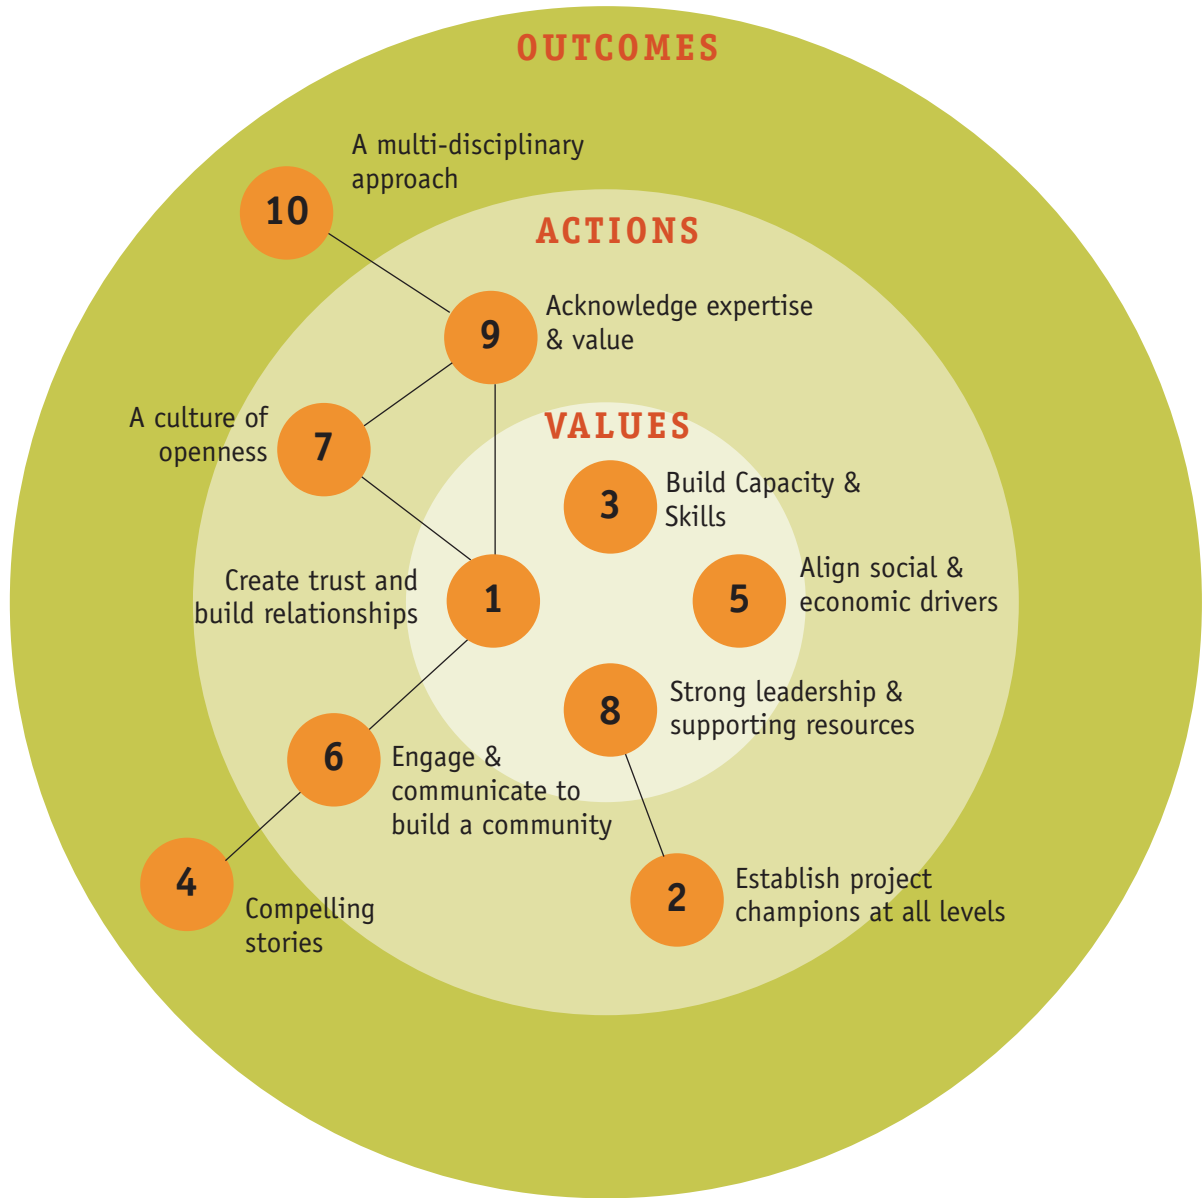 OUTCOMES
A multi-disciplinary
approach
10
ACTIONS
Acknowledge expertise
& value
9
A culture of
openness
7
VALUES
3
Build Capacity &
Skills
Create trust and
build relationships
1
5
Align social &
economic drivers
8
Strong leadership &
supporting resources
6
Engage &
communicate to
build a community
4
Compelling
stories
2
Establish project
champions at all levels